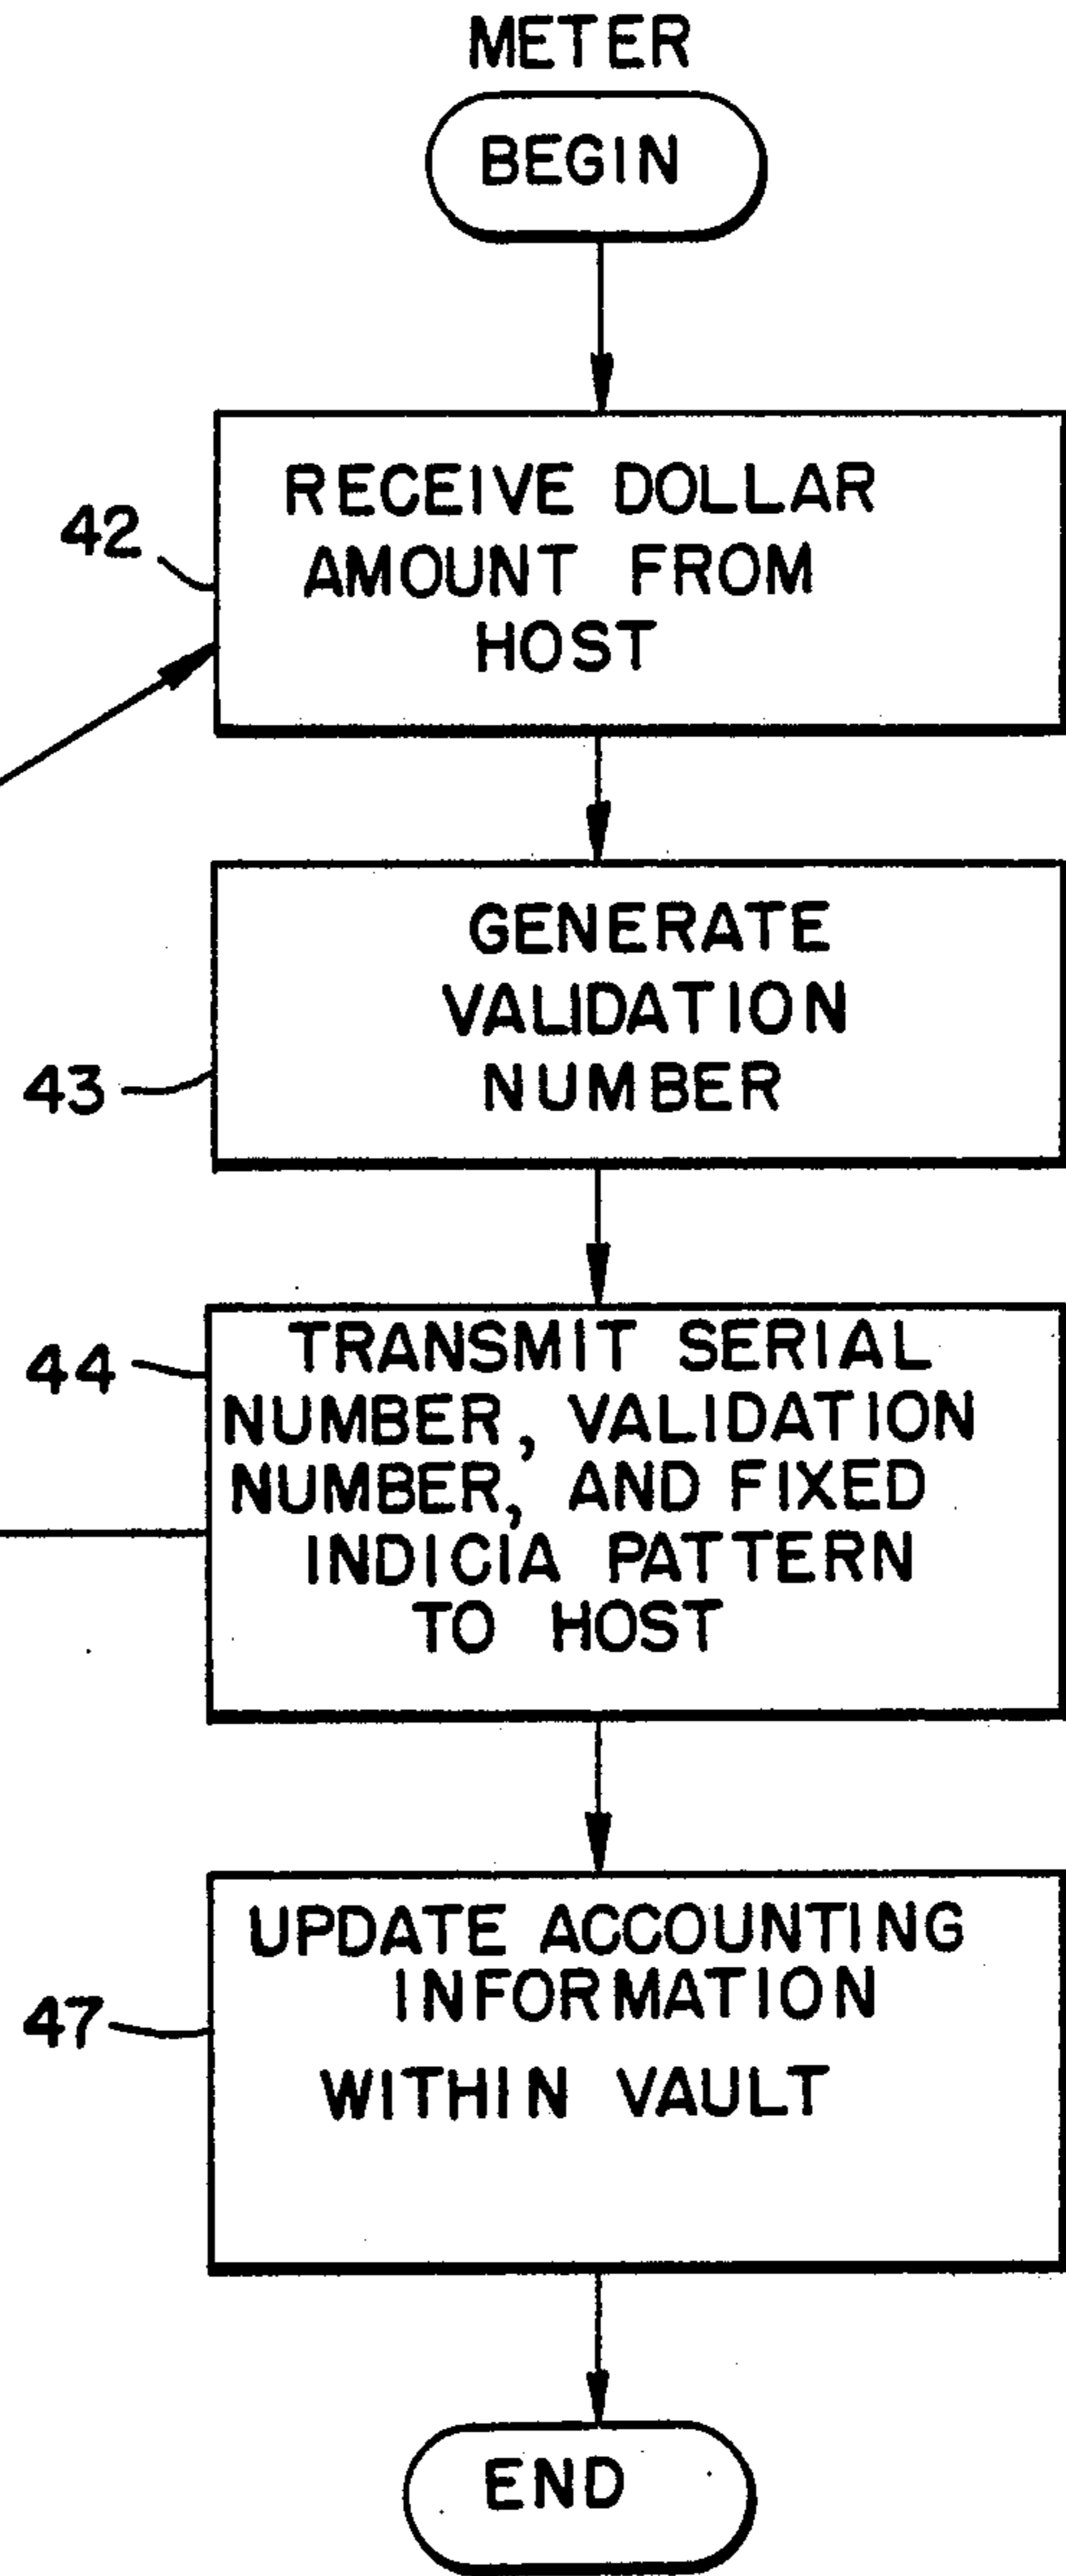 METER
BEGIN
42
RECEIVE DOLLAR
AMOUNT FROM
HOST
43
GENERATE
VALIDATION
NUMBER
44
TRANSMIT SERIAL
NUMBER, VALIDATION
NUMBER, AND FIXED
INDICIA PATTERN
TO HOST
47
UPDATE ACCOUNTING
INFORMATION
WITHIN VAULT
END